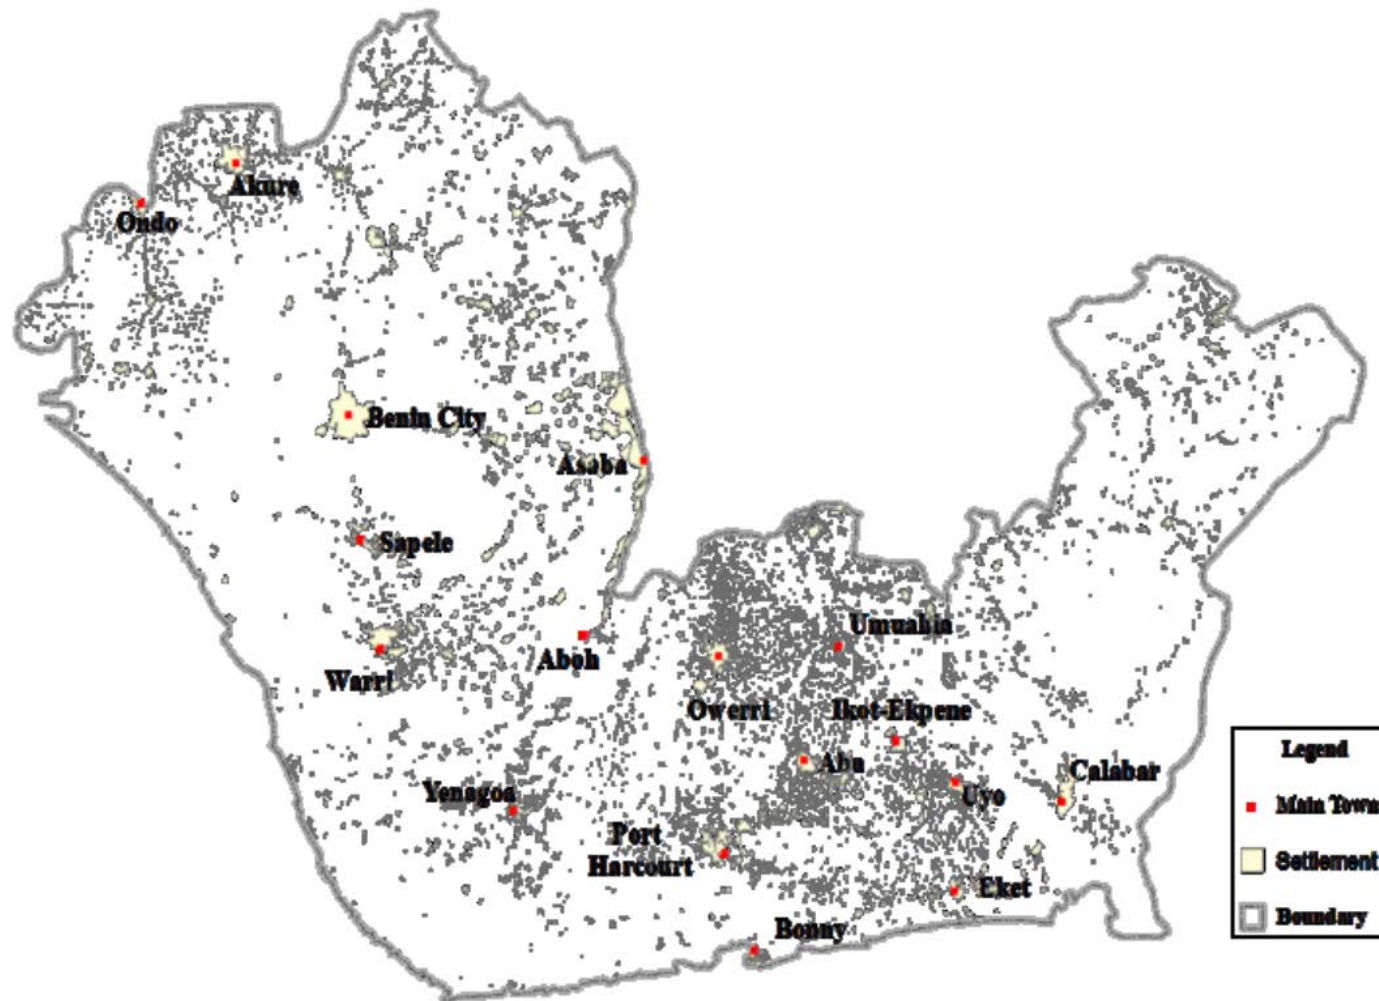 Akure
Ondo
Benin City
Asaba
Sapele
Umuahia
Aboh
Warri
Owerri
Ikot-Ekpene
Aba
Calabar
Yenagoa
Uyo
Port
Harcourt
Eket
Bonny
Legend
Main Town
Settlement
Boundary